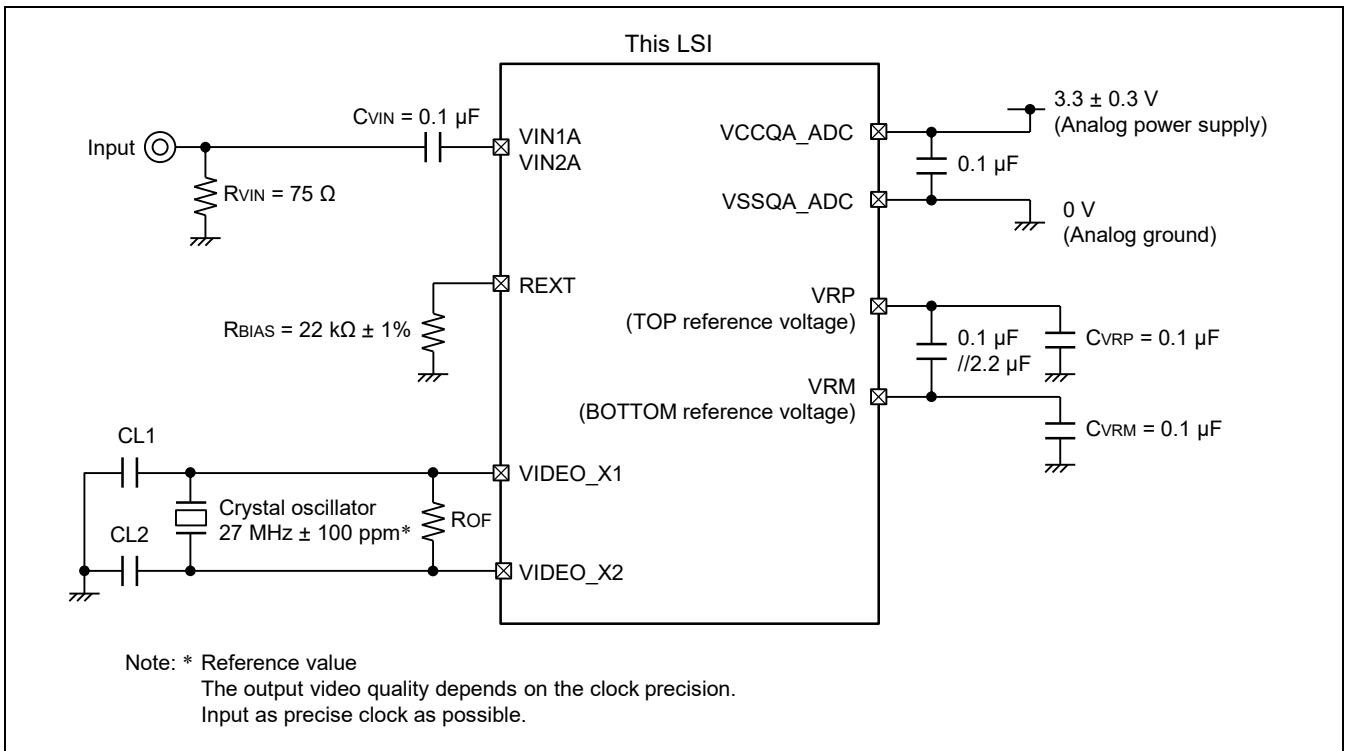 This LSI
Input
CVIN = 0.1 µF
RVIN = 75 Ω
VIN1A
VIN2A
REXT
RBIAS = 22 kΩ ± 1%
CL1
CL2
Crystal oscillator
27 MHz ± 100 ppm*
ROF
VIDEO_X1
VIDEO_X2
VCCQA_ADC
3.3 ± 0.3 V
(Analog power supply)
0.1 µF
VSSQA_ADC
0 V
(Analog ground)
VRP
(TOP reference voltage)
0.1 µF
//2.2 µF
CVRP = 0.1 µF
VRM
(BOTTOM reference voltage)
CVRM = 0.1 µF
Note: * Reference value
The output video quality depends on the clock precision.
Input as precise clock as possible.